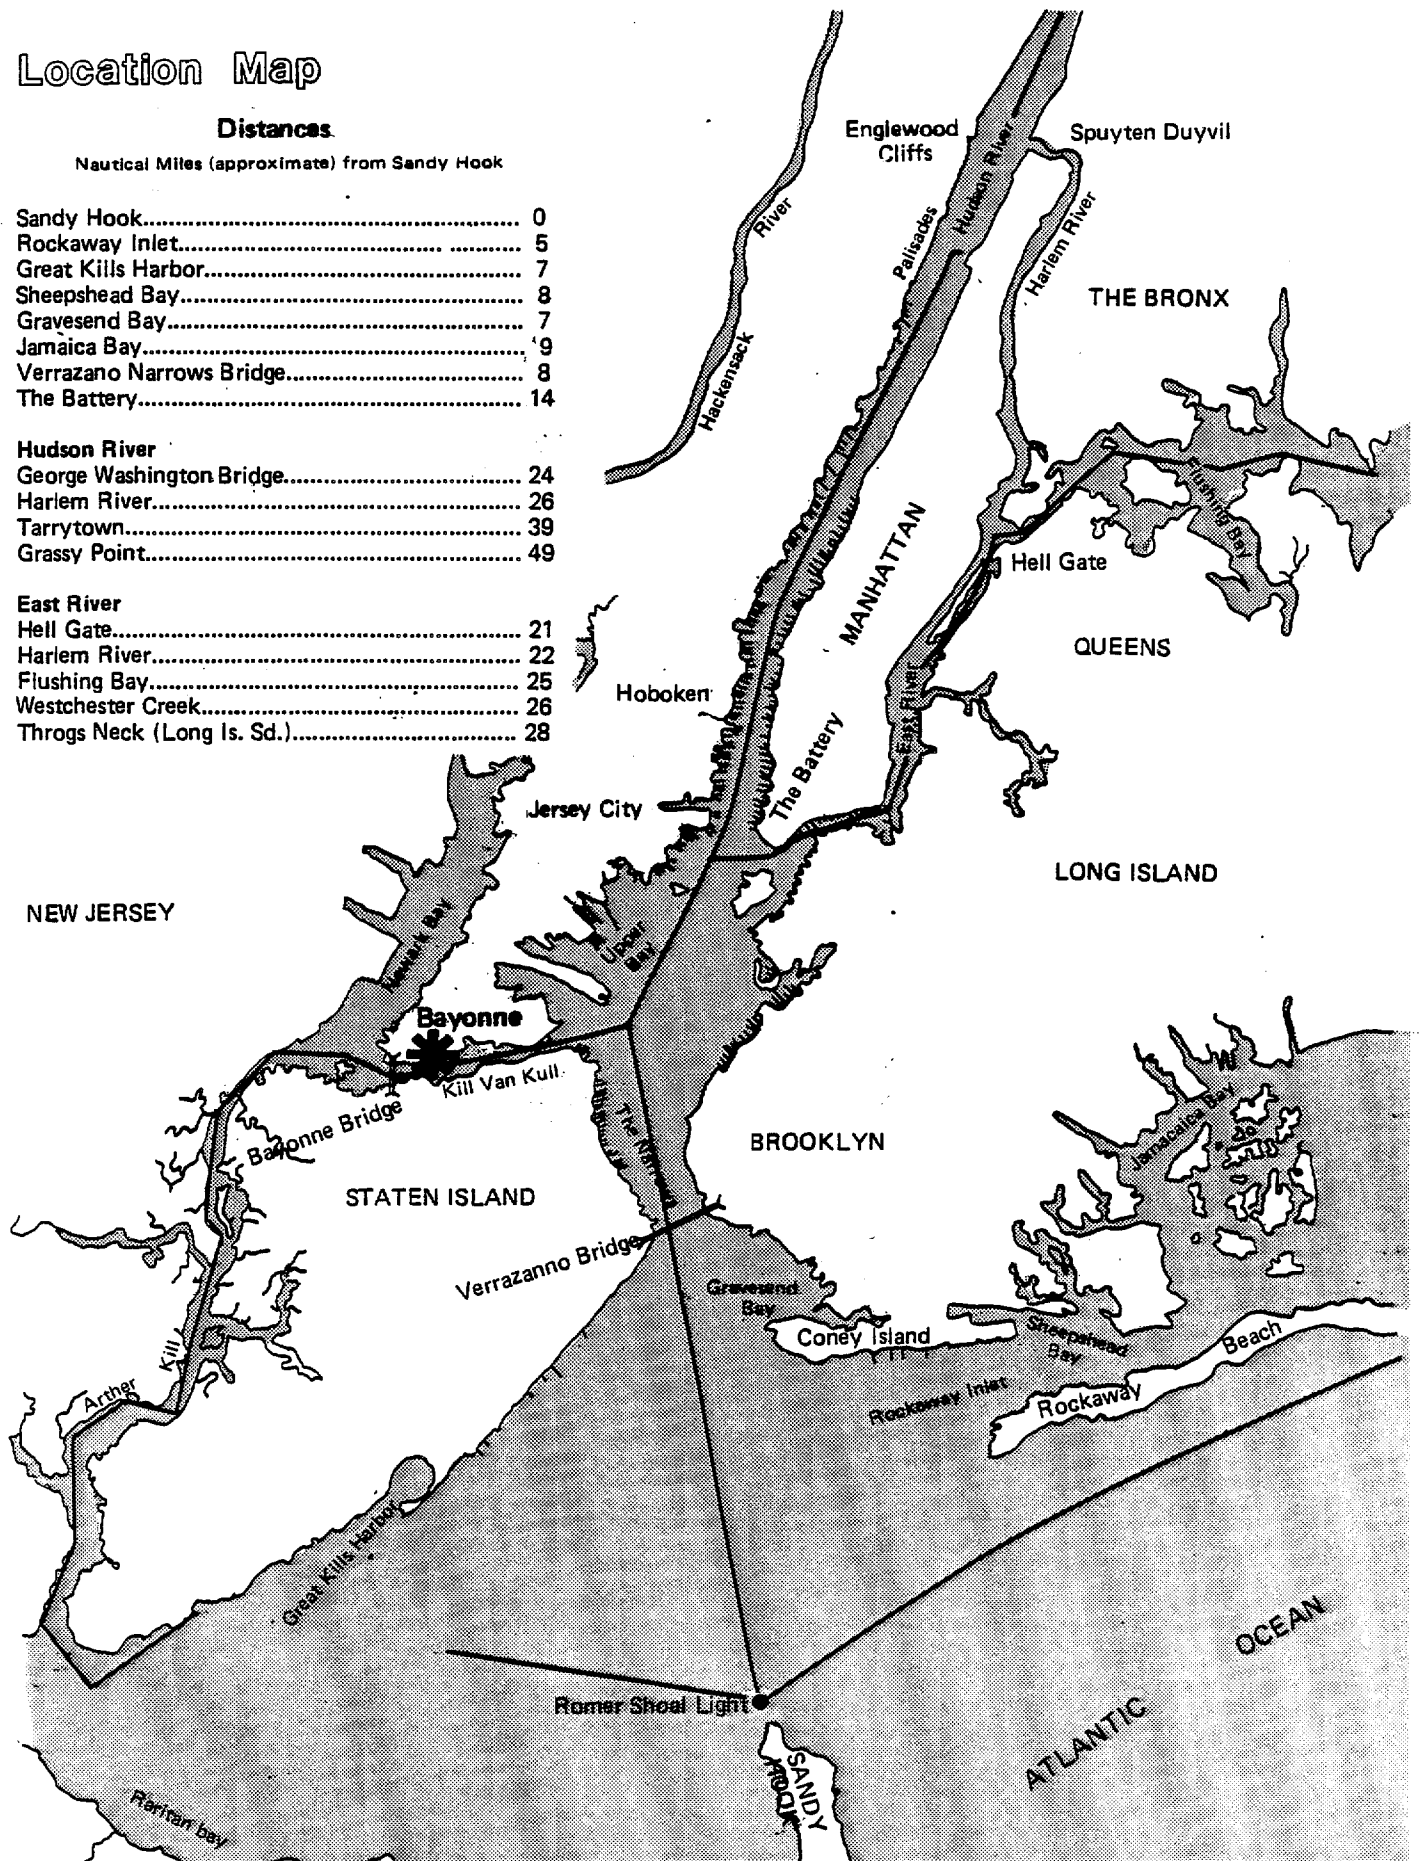 Location Map
Distances
Nautical Miles (approximate) from Sandy Hook
Sandy Hook 0
Rockaway Inlet 5
Great Kills Harbor 7
Sheepshead Bay 8
Gravesend Bay 7
Jamaica Bay 9
Verrazano Narrows Bridge 8
The Battery 14
Hudson River
George Washington Bridge 24
Harlem River 26
Tarrytown 39
Grassy Point 49
East River
Hell Gate 21
Harlem River 22
Flushing Bay 25
Westchester Creek 26
Throgs Neck (Long Is. Sd.) 28
Englewood
Cliffs
Spuyten Duyvil
Hudson River
Palisades
Harlem River
River
Hackensack
THE BRONX
Flushing Bay
MANHATTAN
Hell Gate
QUEENS
Hoboken
East River
The Battery
Jersey City
LONG ISLAND
NEW JERSEY
Newark Bay
Upper
Bay
Bayonne
Kill Van Kull
Bayonne Bridge
The Narrows
BROOKLYN
Jamacaica Bay
STATEN ISLAND
Verrazanno Bridge
Gravesend
Bay
Coney Island
Sheepshead
Bay
Beach
Rockaway
Rockaway Inlet
Kill
Arther
Great Kills Harbor
OCEAN
ATLANTIC
Romer Shoal Light
SANDY
HOOK
Raritan bay